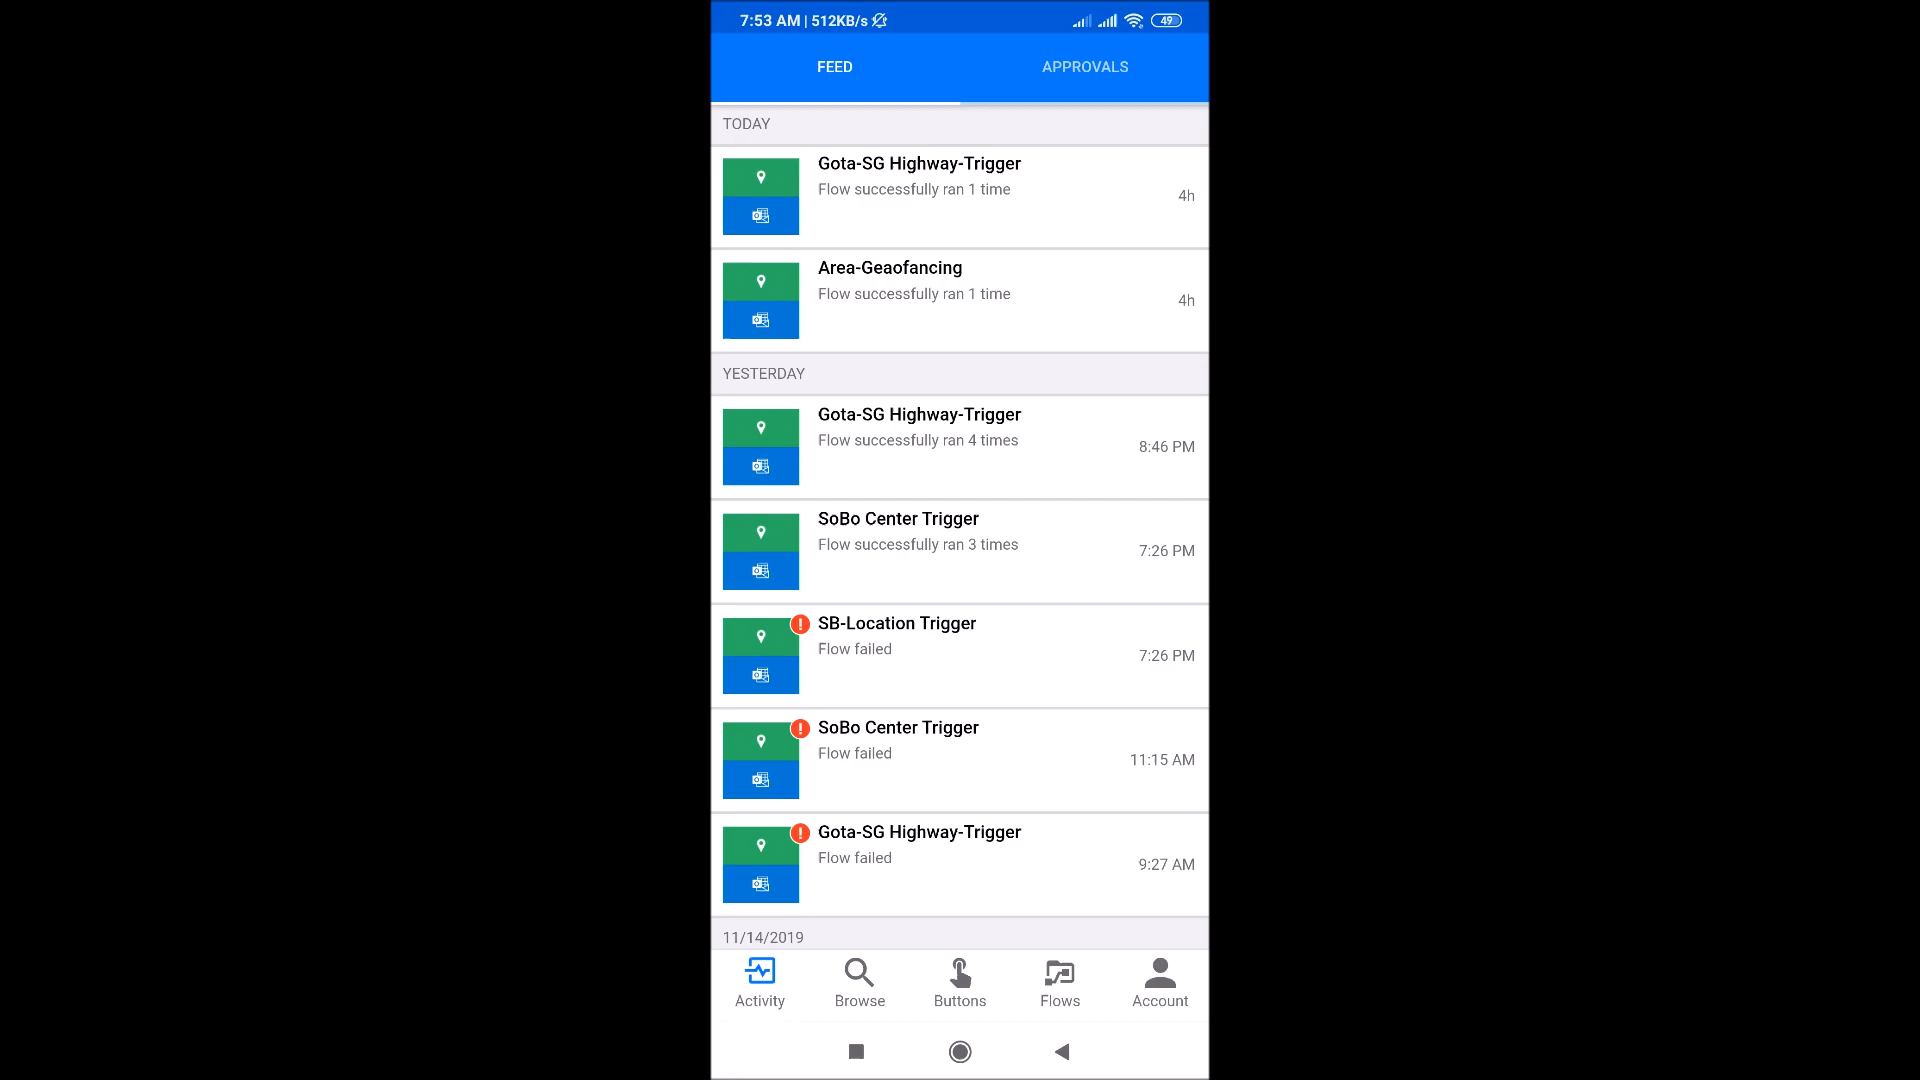 7:53 AM | 512KB/s
49
FEED
APPROVALS
TODAY
Gota-SG Highway-Trigger
Flow successfully ran 1 time
4h
Area-Geaofancing
Flow successfully ran 1 time
4h
YESTERDAY
Gota-SG Highway-Trigger
Flow successfully ran 4 times
8:46 PM
SoBo Center Trigger
Flow successfully ran 3 times
7:26 PM
SB-Location Trigger
Flow failed
7:26 PM
SoBo Center Trigger
Flow failed
11:15 AM
Gota-SG Highway-Trigger
Flow failed
9:27 AM
11/14/2019
Activity
Browse
Buttons
Flows
Account